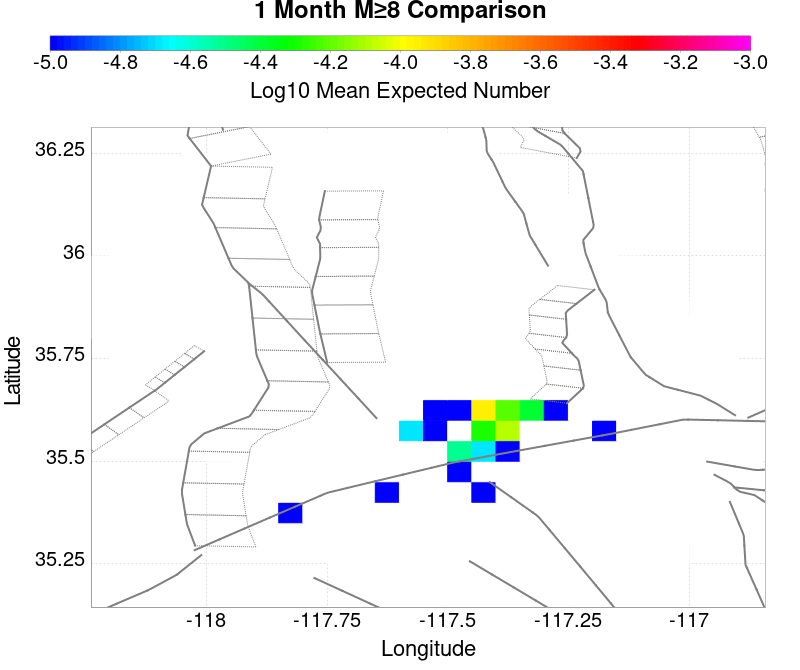 1 Month M≥8 Comparison
-5.0 -4.8 -4.6 -4.4 -4.2 -4.0 -3.8 -3.6 -3.4 -3.2 -3.0
Log10 Mean Expected Number
36.25
36
35.75
35.5
35.25
Latitude
-118 -117.75 -117.5 -117.25 -117
Longitude